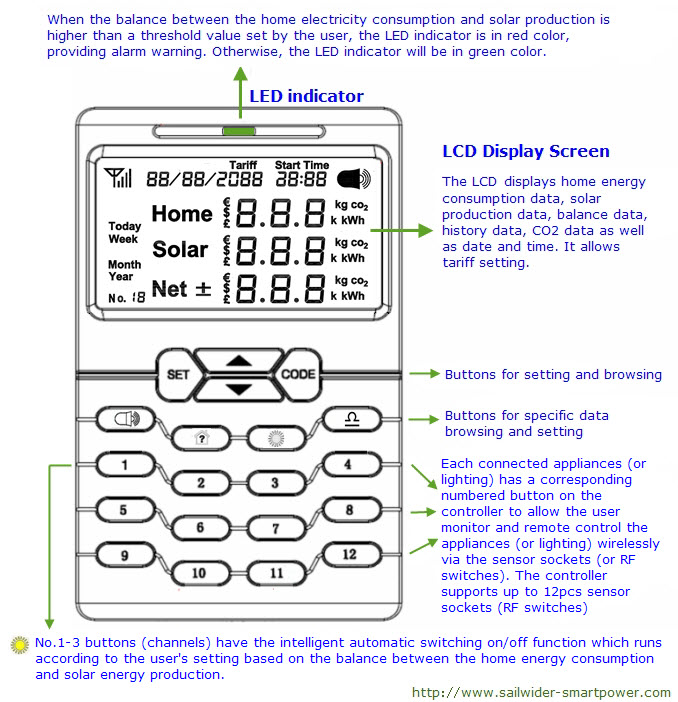 When the balance between the home electricity consumption and solar production is
higher than a threshold value set by the user, the LED indicator is in red color,
providing alarm warning. Otherwise, the LED indicator will be in green color.
LED indicator
LCD Display Screen
The LCD displays home energy
consumption data, solar
production data, balance data,
history data, CO2 data as well
as date and time. It allows
tariff setting.
Tariff Start Time
88/88/2088 28:88
Home €$£ 8.8.8 kg co2
k kWh
Today
Week
Solar €$£ 8.8.8 kg co2
k kWh
Month
Year
Net ± €$£ 8.8.8 kg co2
k kWh
No. 18
SET CODE
Buttons for setting and browsing
?
Buttons for specific data
browsing and setting
1 2 3 4
5 6 7 8
9 10 11 12
Each connected appliances (or
lighting) has a corresponding
numbered button on the
controller to allow the user
monitor and remote control the
appliances (or lighting) wirelessly
via the sensor sockets (or RF
switches). The controller
supports up to 12pcs sensor
sockets (RF switches)
No.1-3 buttons (channels) have the intelligent automatic switching on/off function which runs
according to the user's setting based on the balance between the home energy consumption
and solar energy production.
http://www.sailwider-smartpower.com